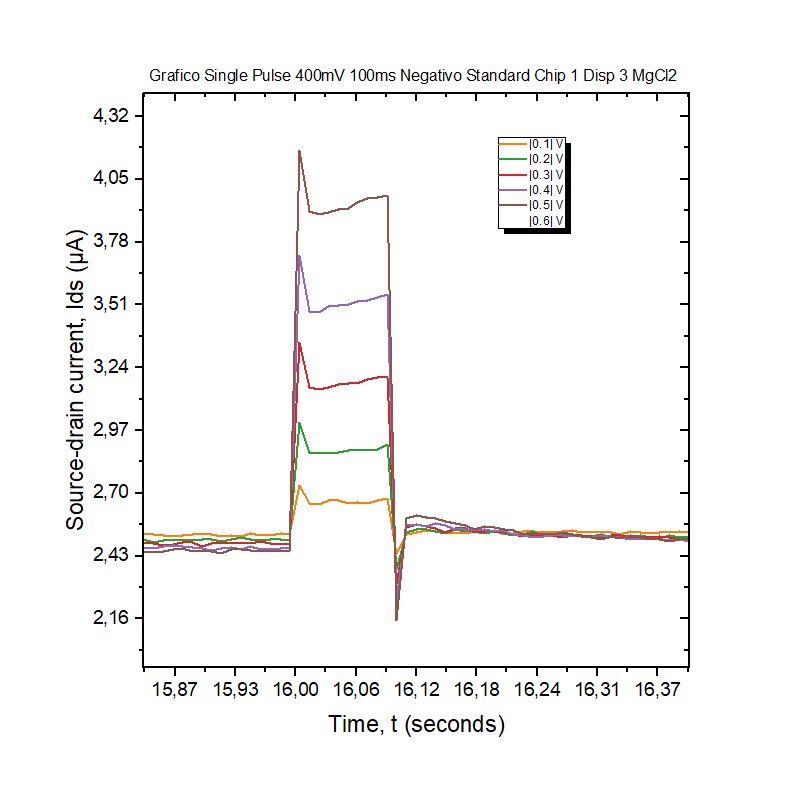 Grafico Single Pulse 400mV 100ms Negativo Standard Chip 1 Disp 3 MgCl2
4,32
4,05
3,78
3,51
3,24
2,97
2,70
2,43
2,16
Source-drain current, Ids (µA)
|0.1| V
|0.2| V
|0.3| V
|0.4| V
|0.5| V
|0.6| V
15,87 15,93 16,00 16,06 16,12 16,18 16,24 16,31 16,37
Time, t (seconds)